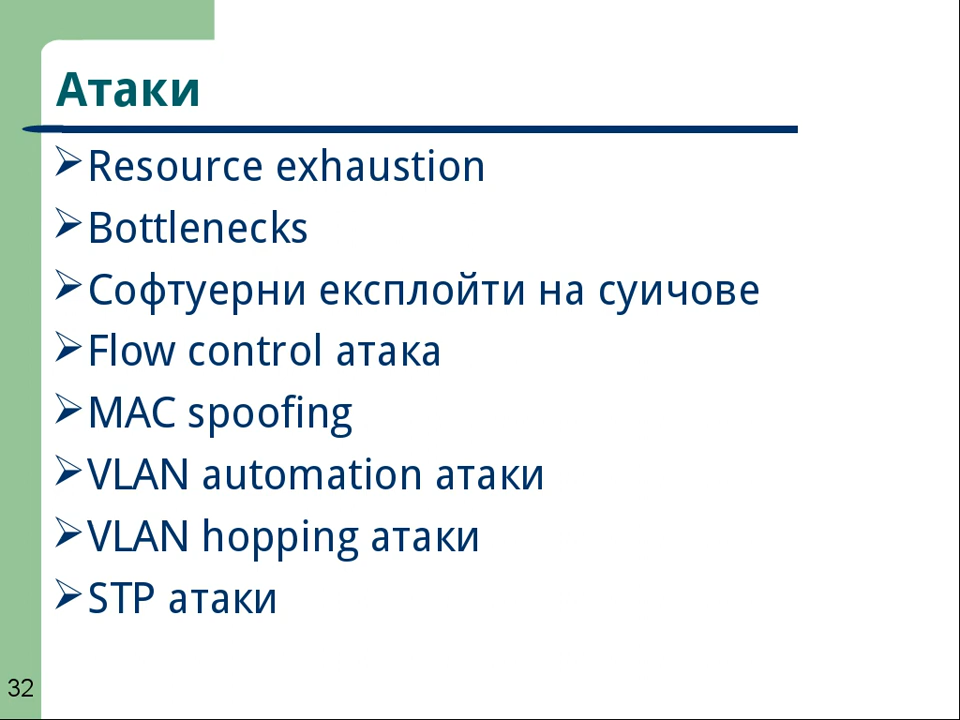 Атаки
Resource exhaustion
Bottlenecks
Софтуерни експлойти на суичове
Flow control атака
MAC spoofing
VLAN automation атаки
VLAN hopping атаки
STP атаки
32